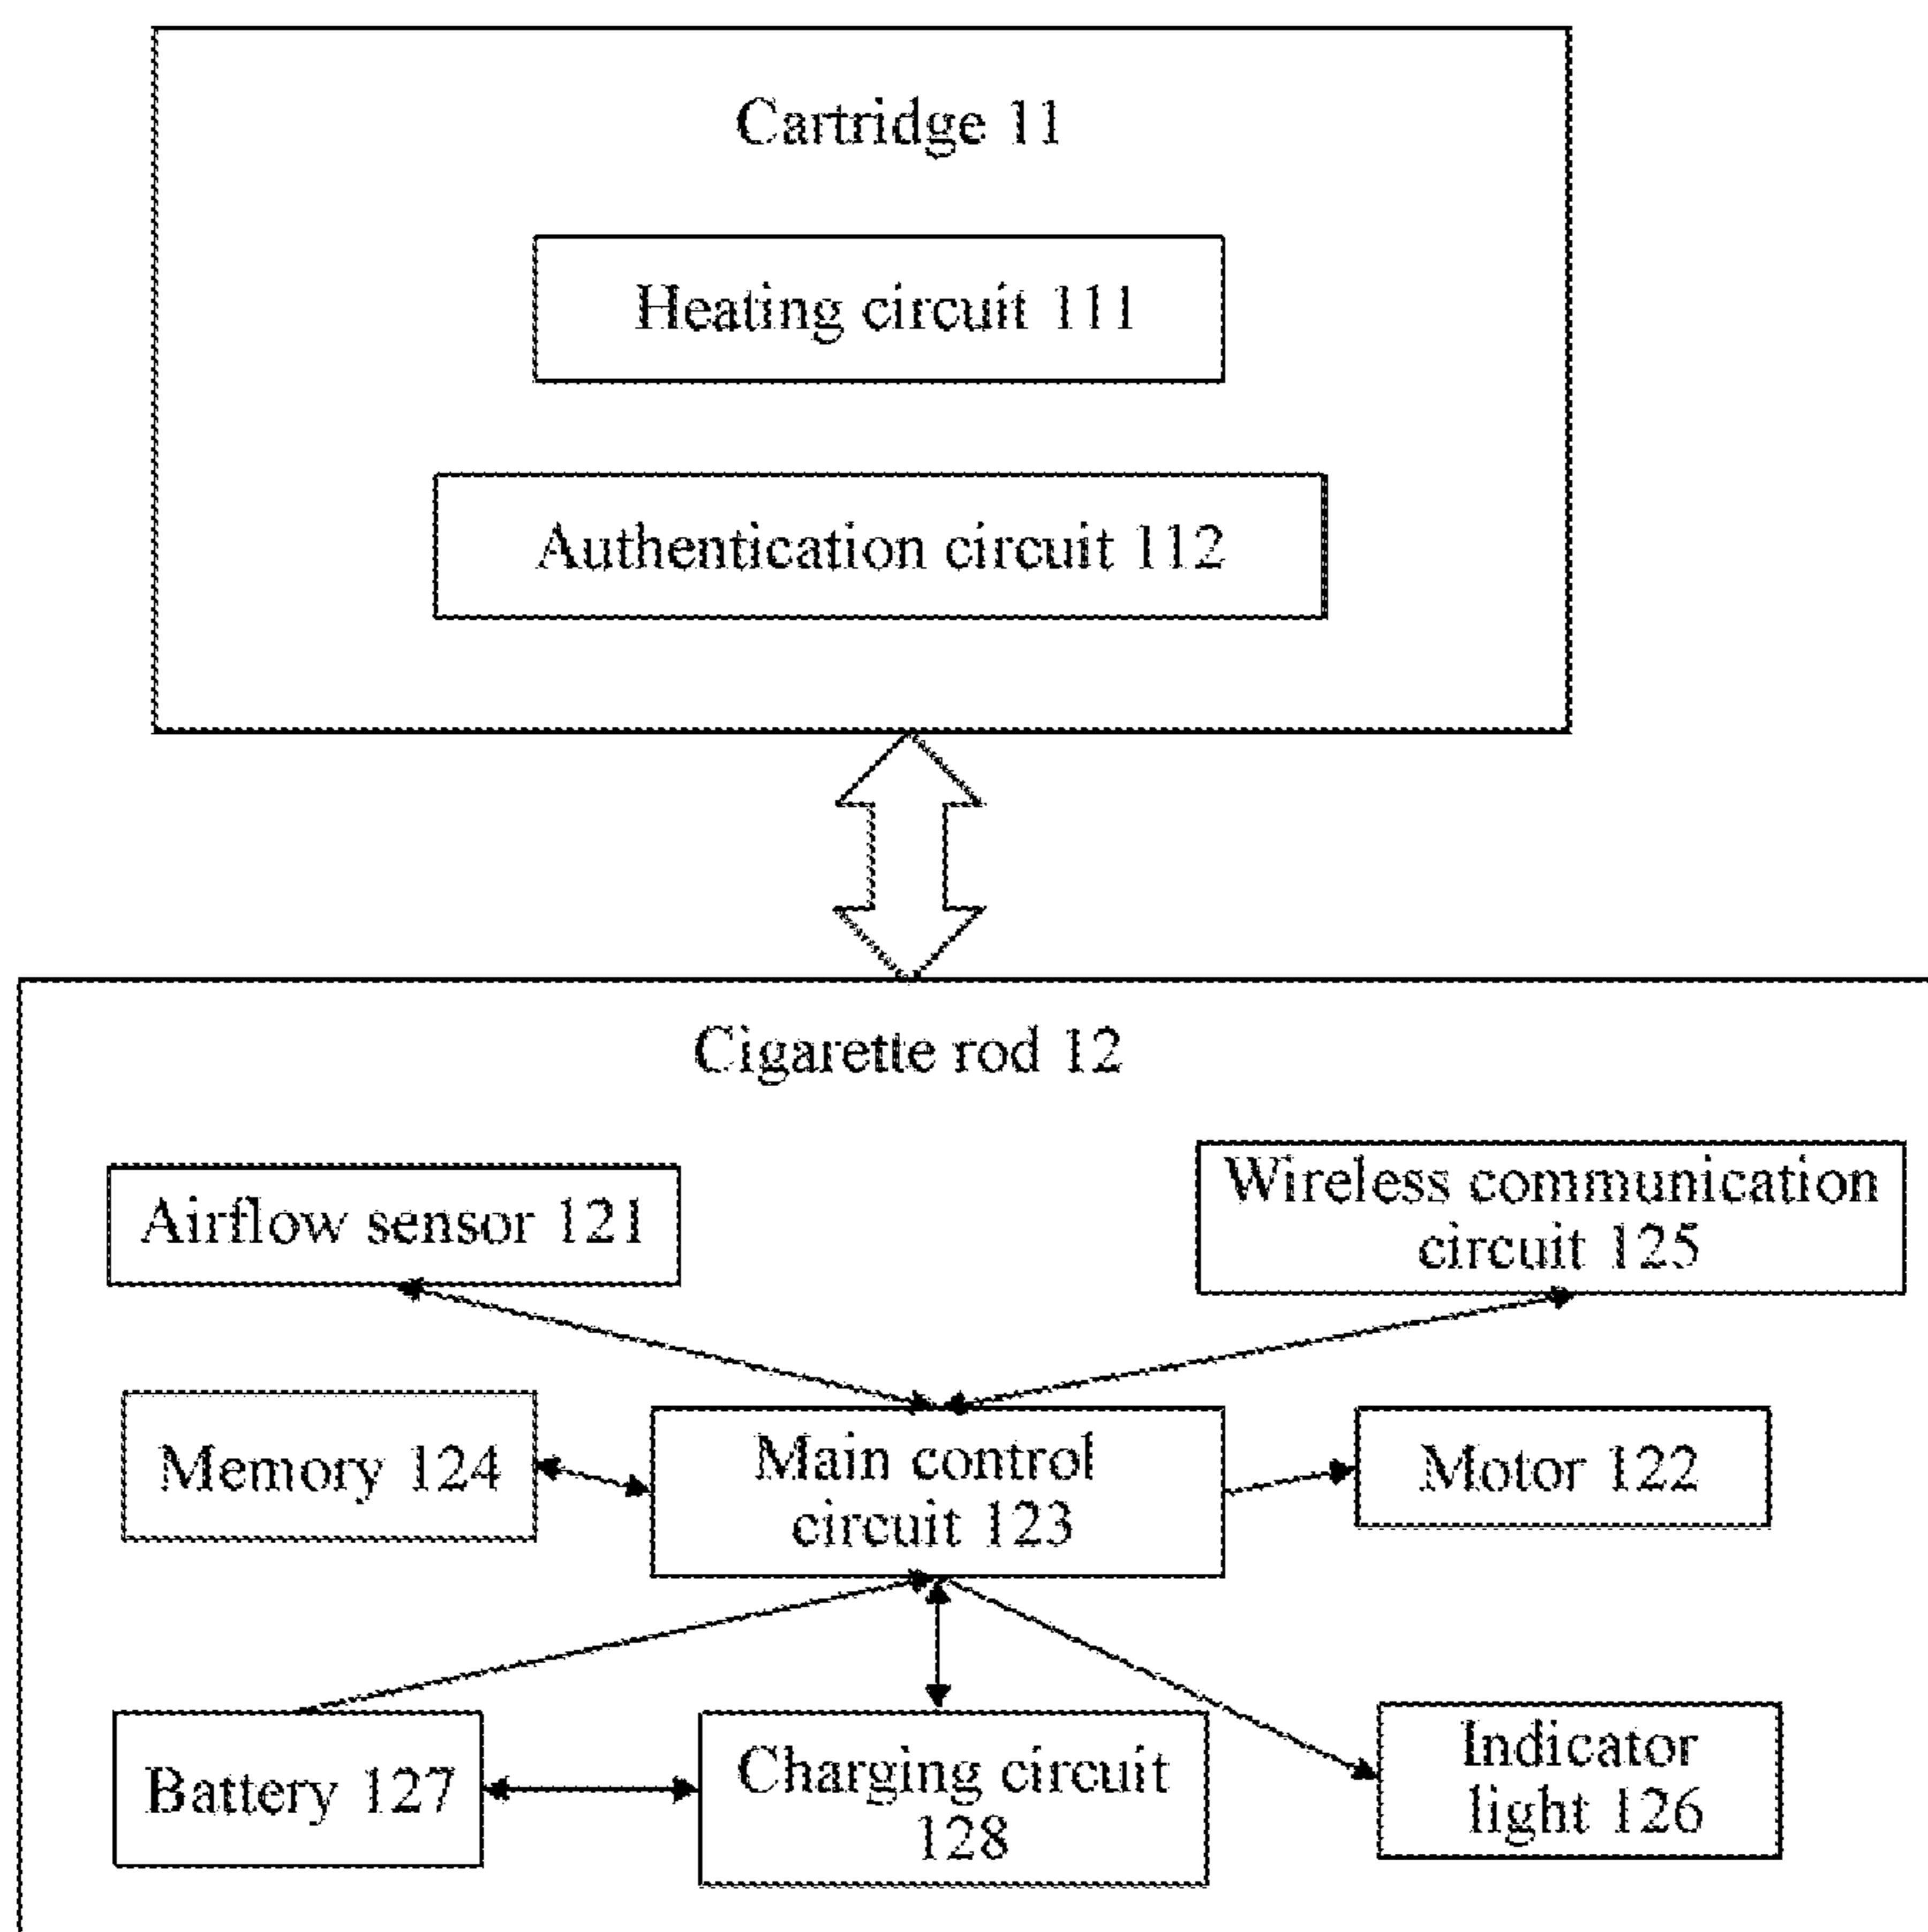 Cartridge 11
Heating circuit 111
Authentication circuit 112
Cigarette rod 12
Airflow sensor 121
Wireless communication
circuit 125
Memory 124
Main control
circuit 123
Motor 122
Battery 127
Charging circuit
128
Indicator
light 126